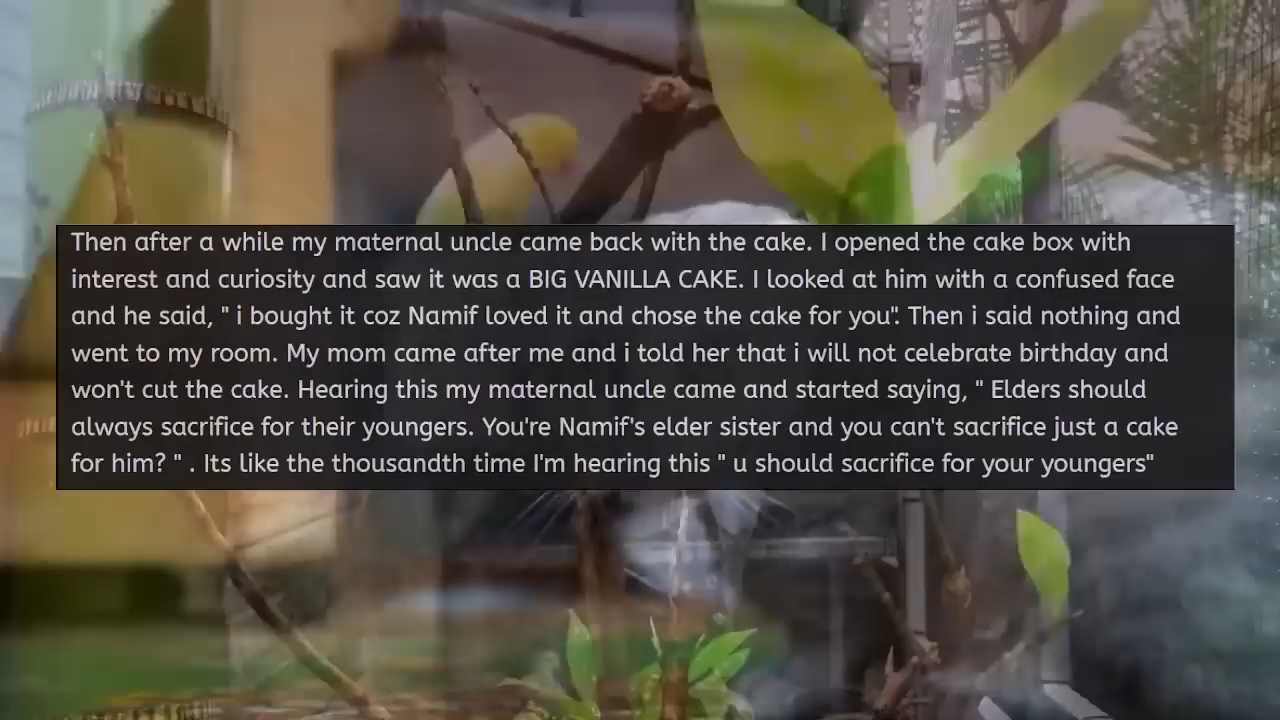 Then after a while my maternal uncle came back with the cake. I opened the cake box with
interest and curiosity and saw it was a BIG VANILLA CAKE. I looked at him with a confused face
and he said, " i bought it coz Namif loved it and chose the cake for you". Then i said nothing and
went to my room. My mom came after me and i told her that i will not celebrate birthday and
won't cut the cake. Hearing this my maternal uncle came and started saying, " Elders should
always sacrifice for their youngers. You're Namif's elder sister and you can't sacrifice just a cake
for him? " . Its like the thousandth time I'm hearing this " u should sacrifice for your youngers"